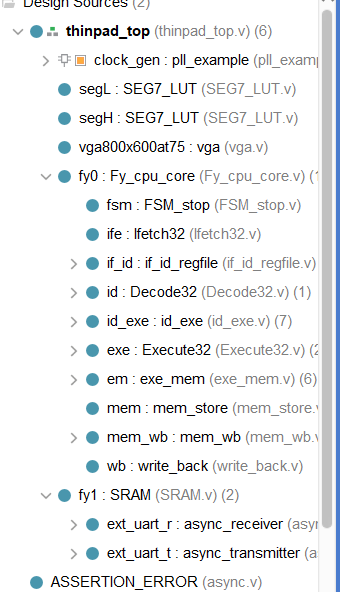 Design Sources (2)
thinpad_top (thinpad_top.v) (6)
clock_gen : pll_example (pll_exam
segL : SEG7_LUT (SEG7_LUT.v)
segH : SEG7_LUT (SEG7_LUT.v)
vga800x600at75 : vga (vga.v)
fy0 : Fy_cpu_core (Fy_cpu_core.v) (
fsm : FSM_stop (FSM_stop.v)
ife : Ifetch32 (Ifetch32.v)
if_id : if_id_regfile (if_id_regfile.v)
id : Decode32 (Decode32.v) (1)
id_exe : id_exe (id_exe.v) (7)
exe : Execute32 (Execute32.v) (2
em : exe_mem (exe_mem.v) (6)
mem : mem_store (mem_store.
mem_wb : mem_wb (mem_wb.
wb : write_back (write_back.v)
fy1 : SRAM (SRAM.v) (2)
ext_uart_r : async_receiver (asy
ext_uart_t : async_transmitter (a
ASSERTION_ERROR (async.v)